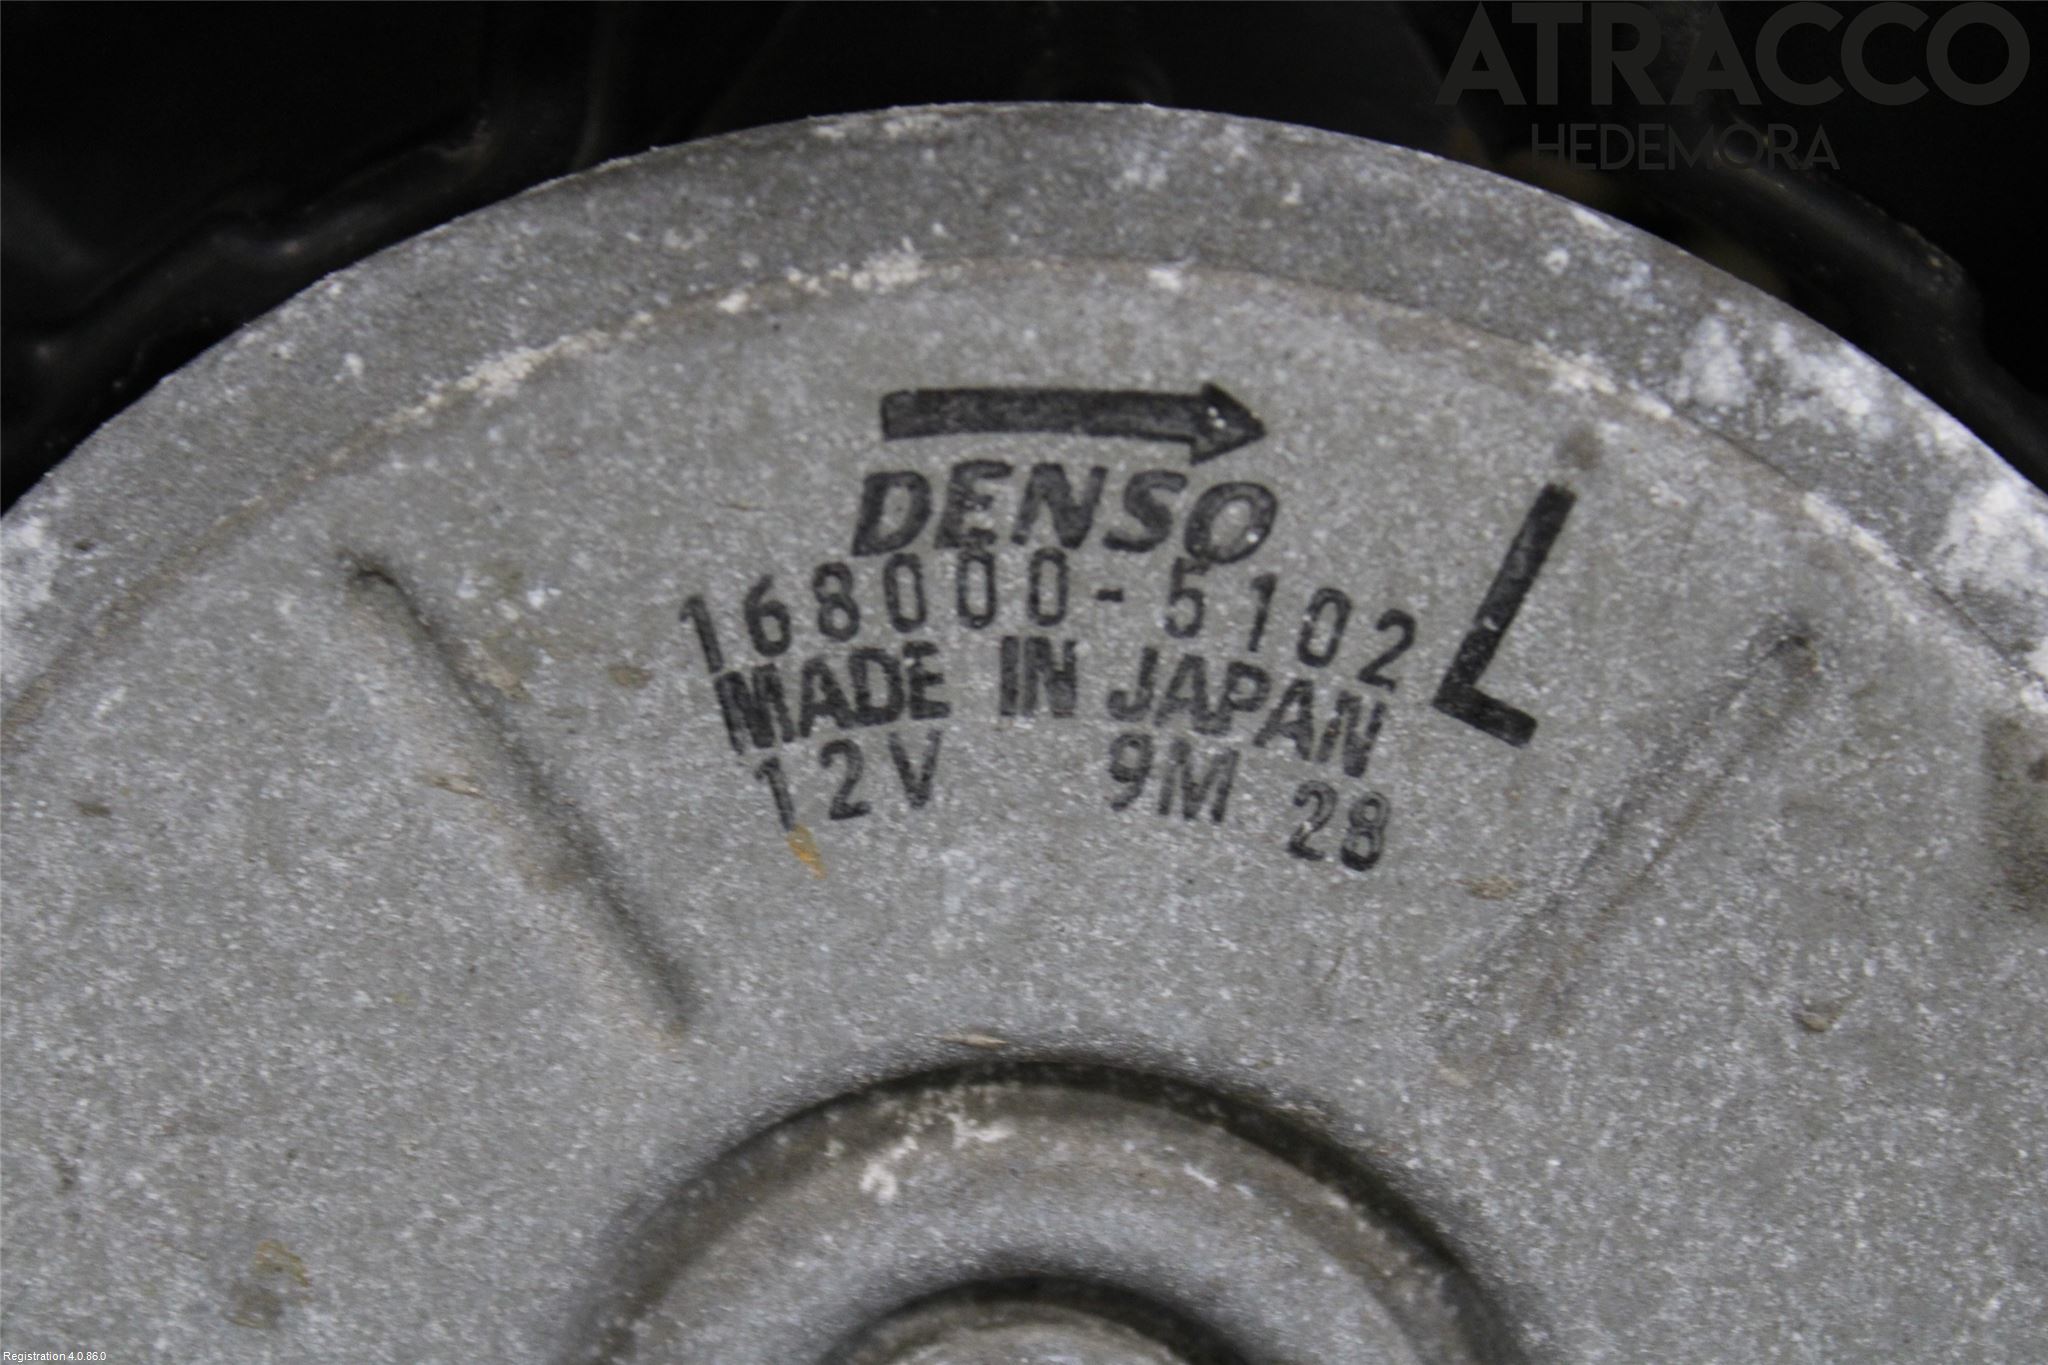 ATRACCO
HEDEMORA
DENSO
168000-5102
L
MADE IN JAPAN
12V 9M 28
Registration 4.0.86.0